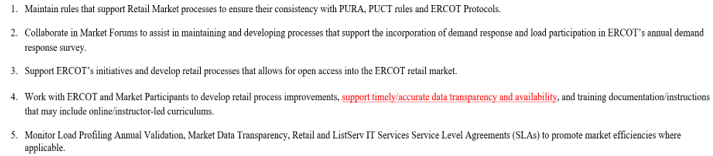 1. Maintain rules that support Retail Market processes to ensure their consistency with PURA, PUCT rules and ERCOT Protocols.
2. Collaborate in Market Forums to assist in maintaining and developing processes that support the incorporation of demand response and load participation in ERCOT's annual demand
response survey.
3. Support ERCOT's initiatives and develop retail processes that allows for open access into the ERCOT retail market.
4. Work with ERCOT and Market Participants to develop retail process improvements, support timely/accurate data transparency and availability, and training documentation/instructions
that may include online/instructor-led curriculums.
5. Monitor Load Profiling Annual Validation, Market Data Transparency, Retail and ListServ IT Services Service Level Agreements (SLAs) to promote market efficiencies where
applicable.